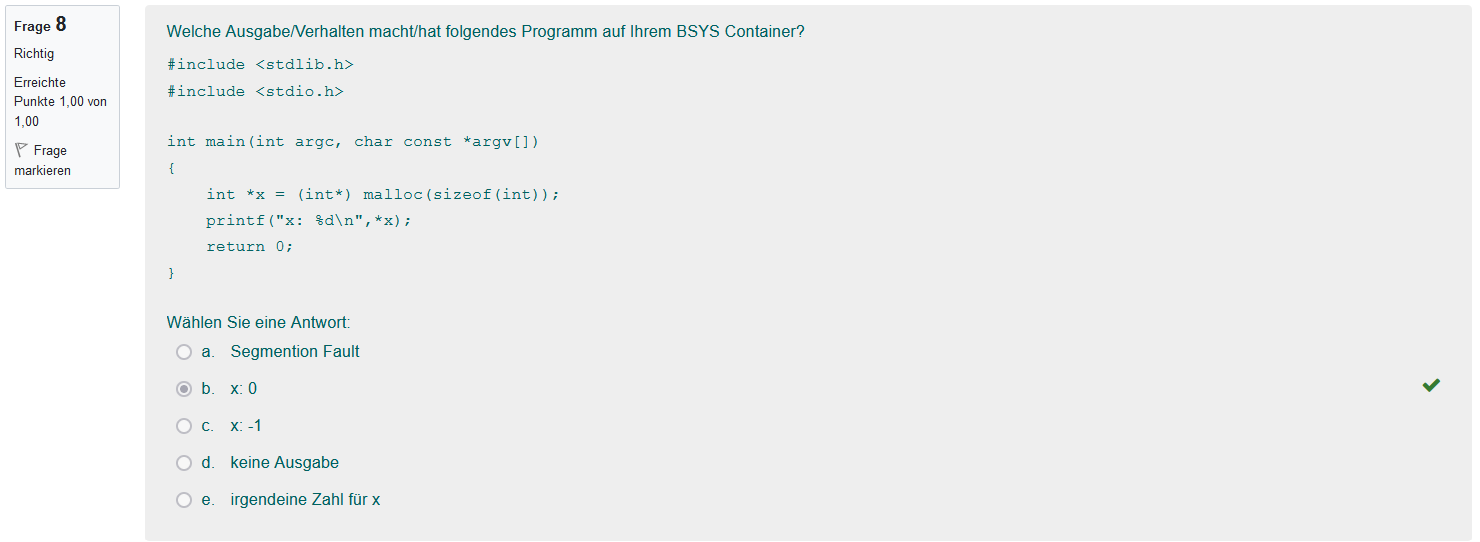 Frage 8
Richtig
Erreichte
Punkte 1,00 von
1,00
Frage
markieren
Welche Ausgabe/Verhalten macht/hat folgendes Programm auf Ihrem BSYS Container?
#include <stdlib.h>
#include <stdio.h>
int main(int argc, char const *argv[])
{
    int *x = (int*) malloc(sizeof(int));
    printf("x: %d\n",*x);
    return 0;
}
Wählen Sie eine Antwort:
a. Segmention Fault
b. x: 0
c. x: -1
d. keine Ausgabe
e. irgendeine Zahl für x